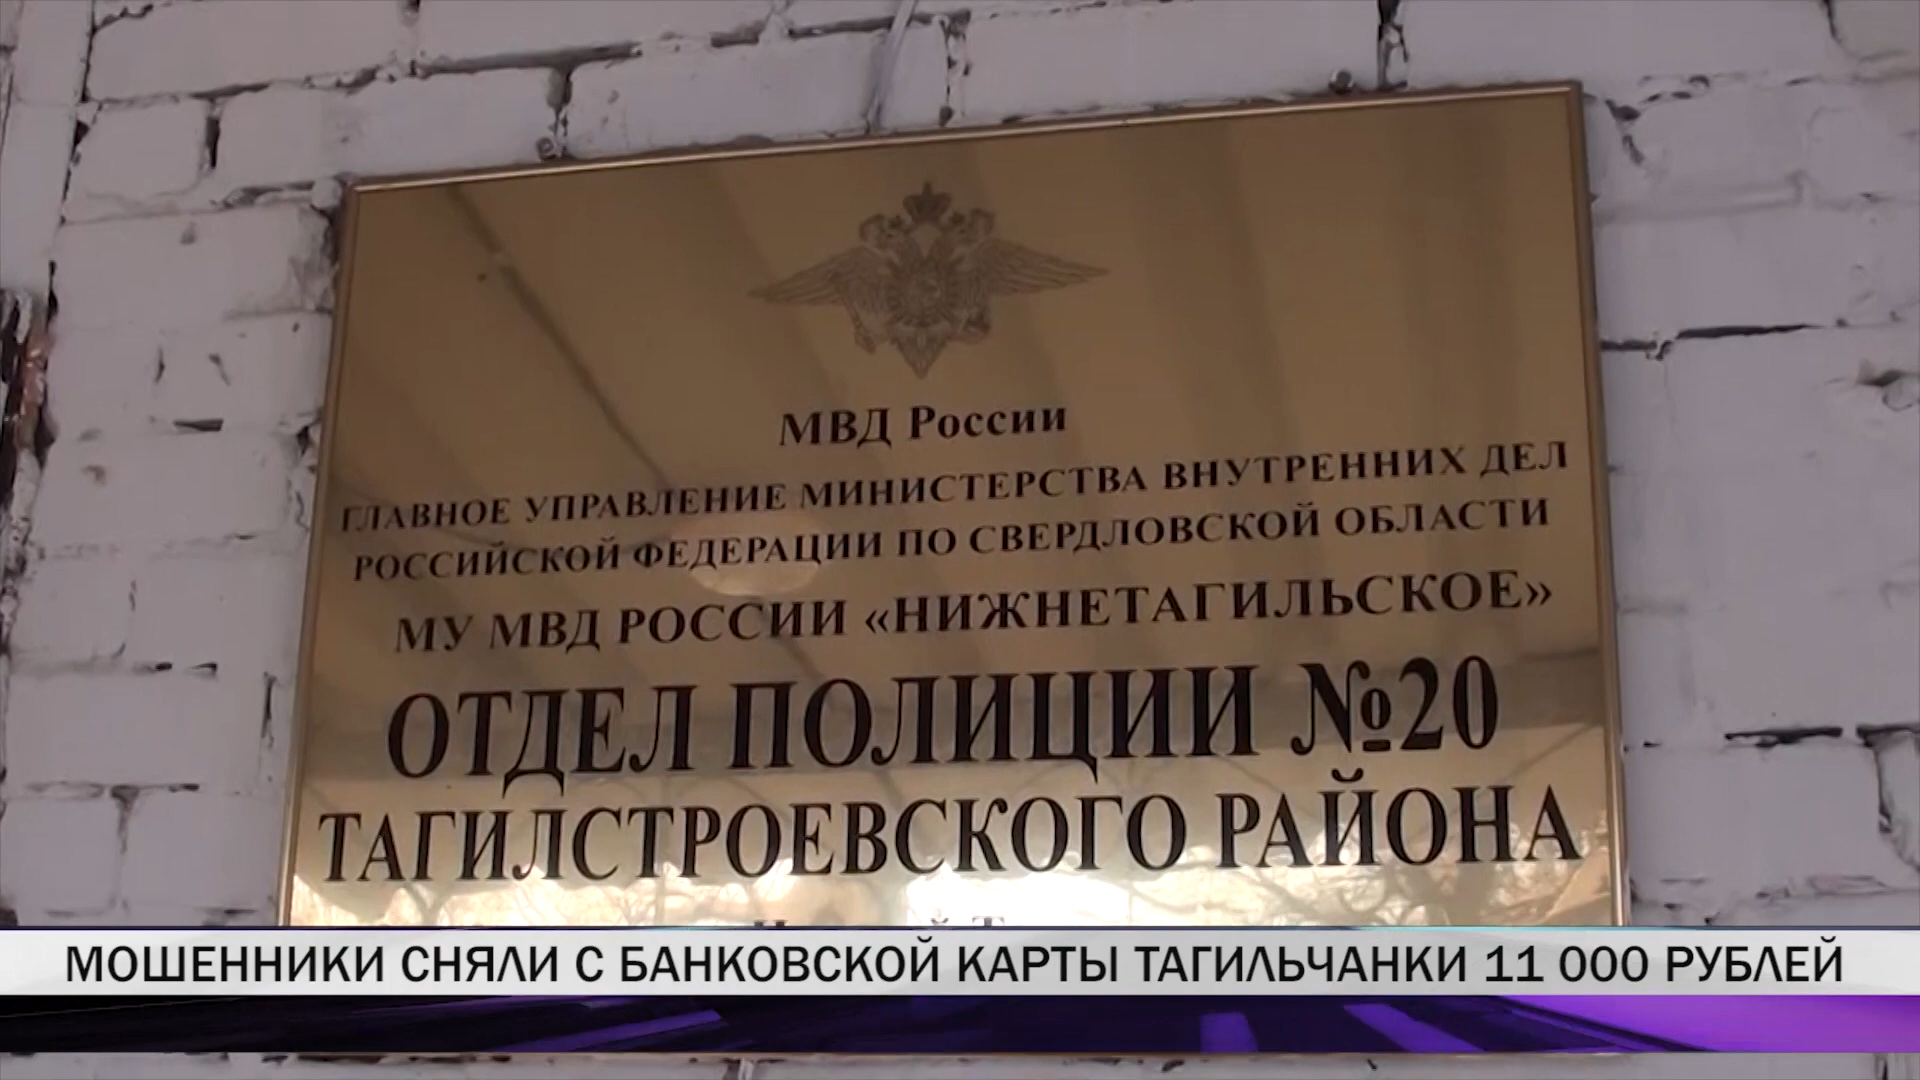 МВД России
ГЛАВНОЕ УПРАВЛЕНИЕ МИНИСТЕРСТВА ВНУТРЕННИХ ДЕЛ
РОССИЙСКОЙ ФЕДЕРАЦИИ ПО СВЕРДЛОВСКОЙ ОБЛАСТИ
МУ МВД РОССИИ «НИЖНЕТАГИЛЬСКОЕ»
ОТДЕЛ ПОЛИЦИИ №20
ТАГИЛСТРОЕВСКОГО РАЙОНА
МОШЕННИКИ СНЯЛИ С БАНКОВСКОЙ КАРТЫ ТАГИЛЬЧАНКИ 11 000 РУБЛЕЙ